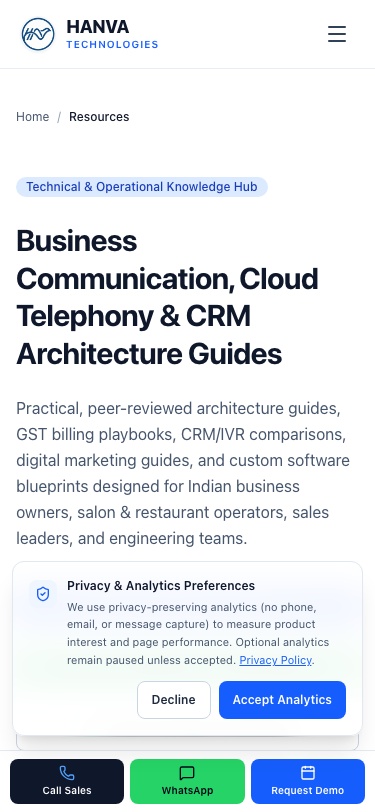 HANVA
TECHNOLOGIES
Home / Resources
Technical & Operational Knowledge Hub
Business
Communication, Cloud
Telephony & CRM
Architecture Guides
Practical, peer-reviewed architecture guides,
GST billing playbooks, CRM/IVR comparisons,
digital marketing guides, and custom software
blueprints designed for Indian business
owners, salon & restaurant operators, sales
leaders, and engineering teams.
Privacy & Analytics Preferences
We use privacy-preserving analytics (no phone,
email, or message capture) to measure product
interest and page performance. Optional analytics
remain paused unless accepted. Privacy Policy.
Decline
Accept Analytics
Call Sales
WhatsApp
Request Demo